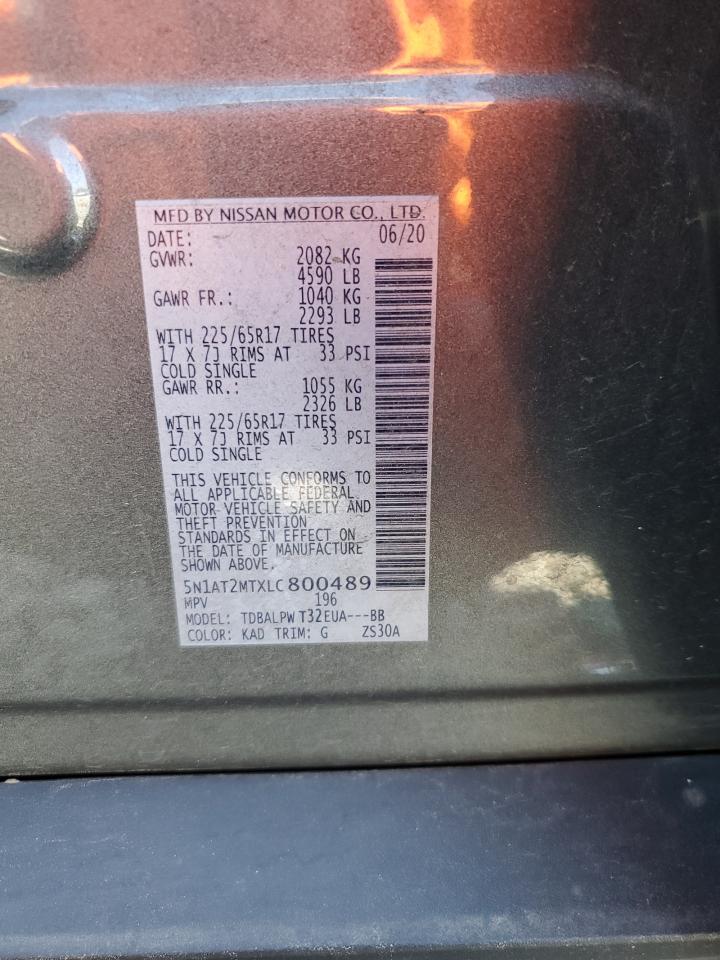 MFD BY NISSAN MOTOR CO., LTD.
DATE: 06/20
GVWR: 2082 KG
4590 LB
GAWR FR.: 1040 KG
2293 LB
WITH 225/65R17 TIRES
17 X 7J RIMS AT 33 PSI
COLD SINGLE
GAWR RR.: 1055 KG
2326 LB
WITH 225/65R17 TIRES
17 X 7J RIMS AT 33 PSI
COLD SINGLE
THIS VEHICLE CONFORMS TO
ALL APPLICABLE FEDERAL
MOTOR VEHICLE SAFETY AND
THEFT PREVENTION
STANDARDS IN EFFECT ON
THE DATE OF MANUFACTURE
SHOWN ABOVE.
5N1AT2MTXLC800489
MPV 196
MODEL: TDBALPW T32EUA---BB
COLOR: KAD TRIM: G ZS30A